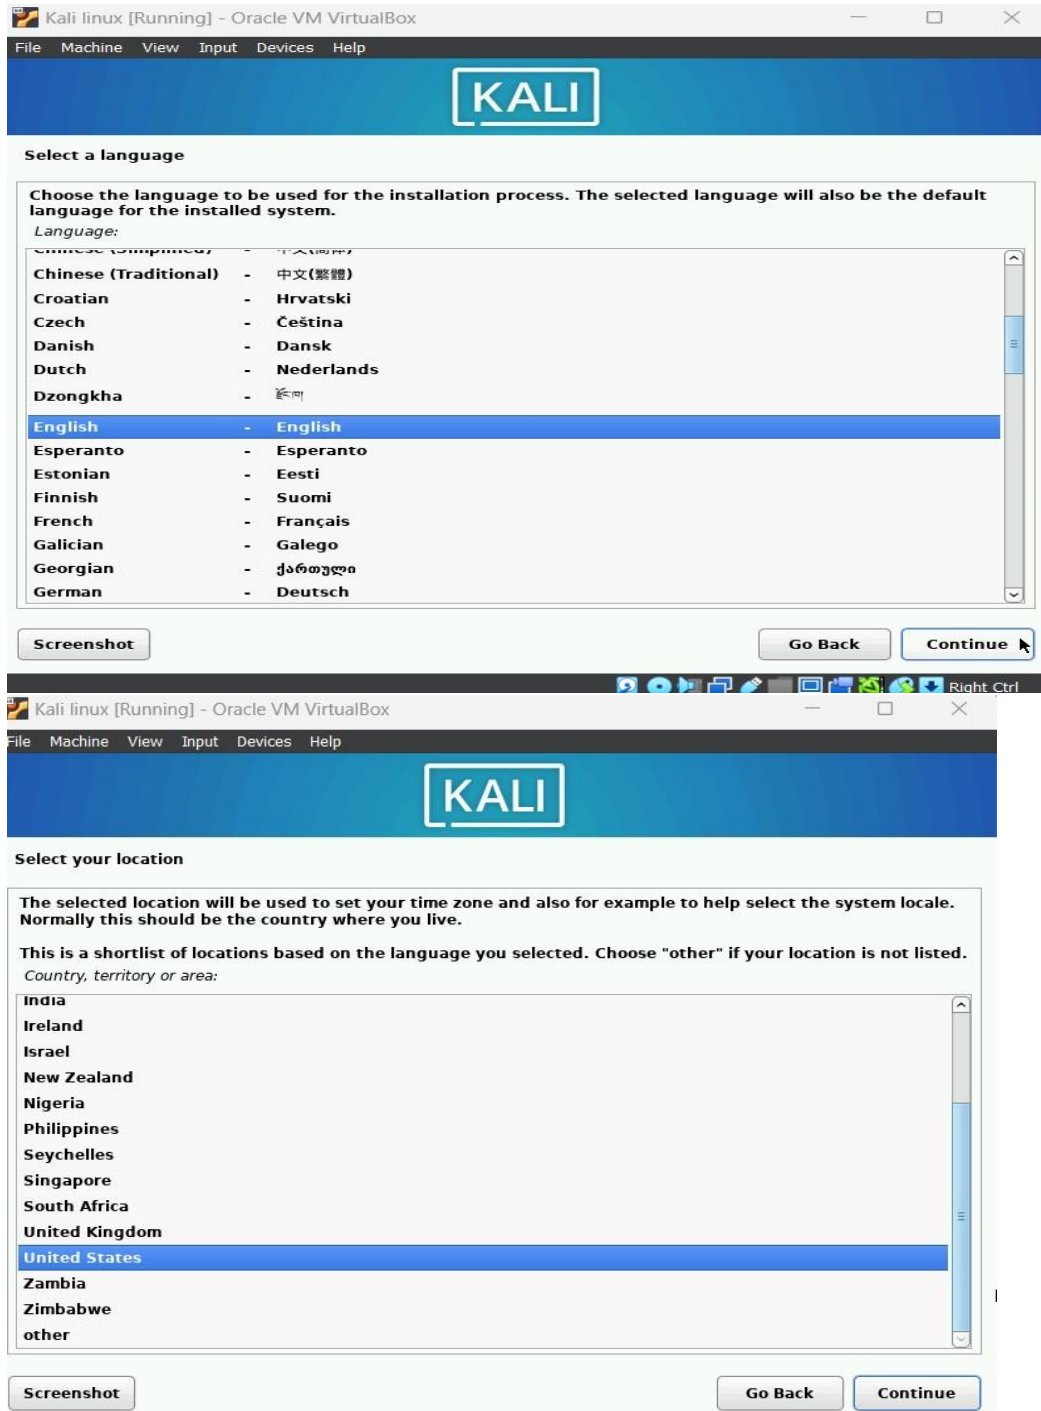 Kali linux [Running] - Oracle VM VirtualBox
File Machine View Input Devices Help
KALI
Select a language
Choose the language to be used for the installation process. The selected language will also be the default
language for the installed system.
Language:
Chinese (Simplified) - 中文(简体)
Chinese (Traditional) - 中文(繁體)
Croatian - Hrvatski
Czech - Čeština
Danish - Dansk
Dutch - Nederlands
Dzongkha - རྫོང་ཁ།
English - English
Esperanto - Esperanto
Estonian - Eesti
Finnish - Suomi
French - Français
Galician - Galego
Georgian - ქართული
German - Deutsch
Screenshot Go Back Continue
Right Ctrl
Kali linux [Running] - Oracle VM VirtualBox
File Machine View Input Devices Help
KALI
Select your location
The selected location will be used to set your time zone and also for example to help select the system locale.
Normally this should be the country where you live.
This is a shortlist of locations based on the language you selected. Choose "other" if your location is not listed.
Country, territory or area:
India
Ireland
Israel
New Zealand
Nigeria
Philippines
Seychelles
Singapore
South Africa
United Kingdom
United States
Zambia
Zimbabwe
other
Screenshot Go Back Continue